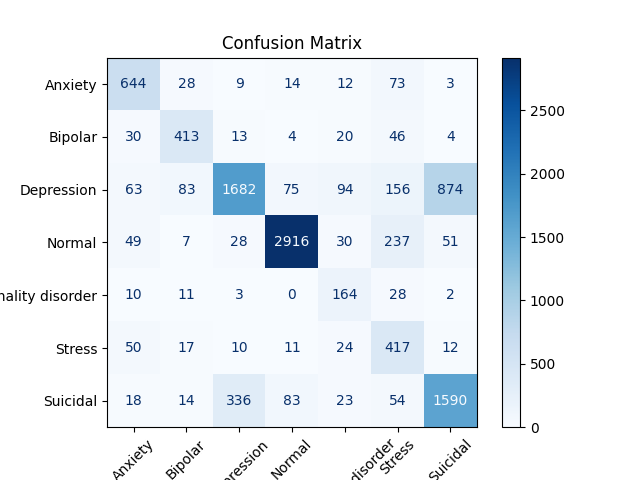 Confusion Matrix
Anxiety 644 28 9 14 12 73 3
Bipolar 30 413 13 4 20 46 4
Depression 63 83 1682 75 94 156 874
Normal 49 7 28 2916 30 237 51
nality disorder 10 11 3 0 164 28 2
Stress 50 17 10 11 24 417 12
Suicidal 18 14 336 83 23 54 1590
Anxiety Bipolar ression Normal disorder Stress Suicidal
2500
2000
1500
1000
500
0